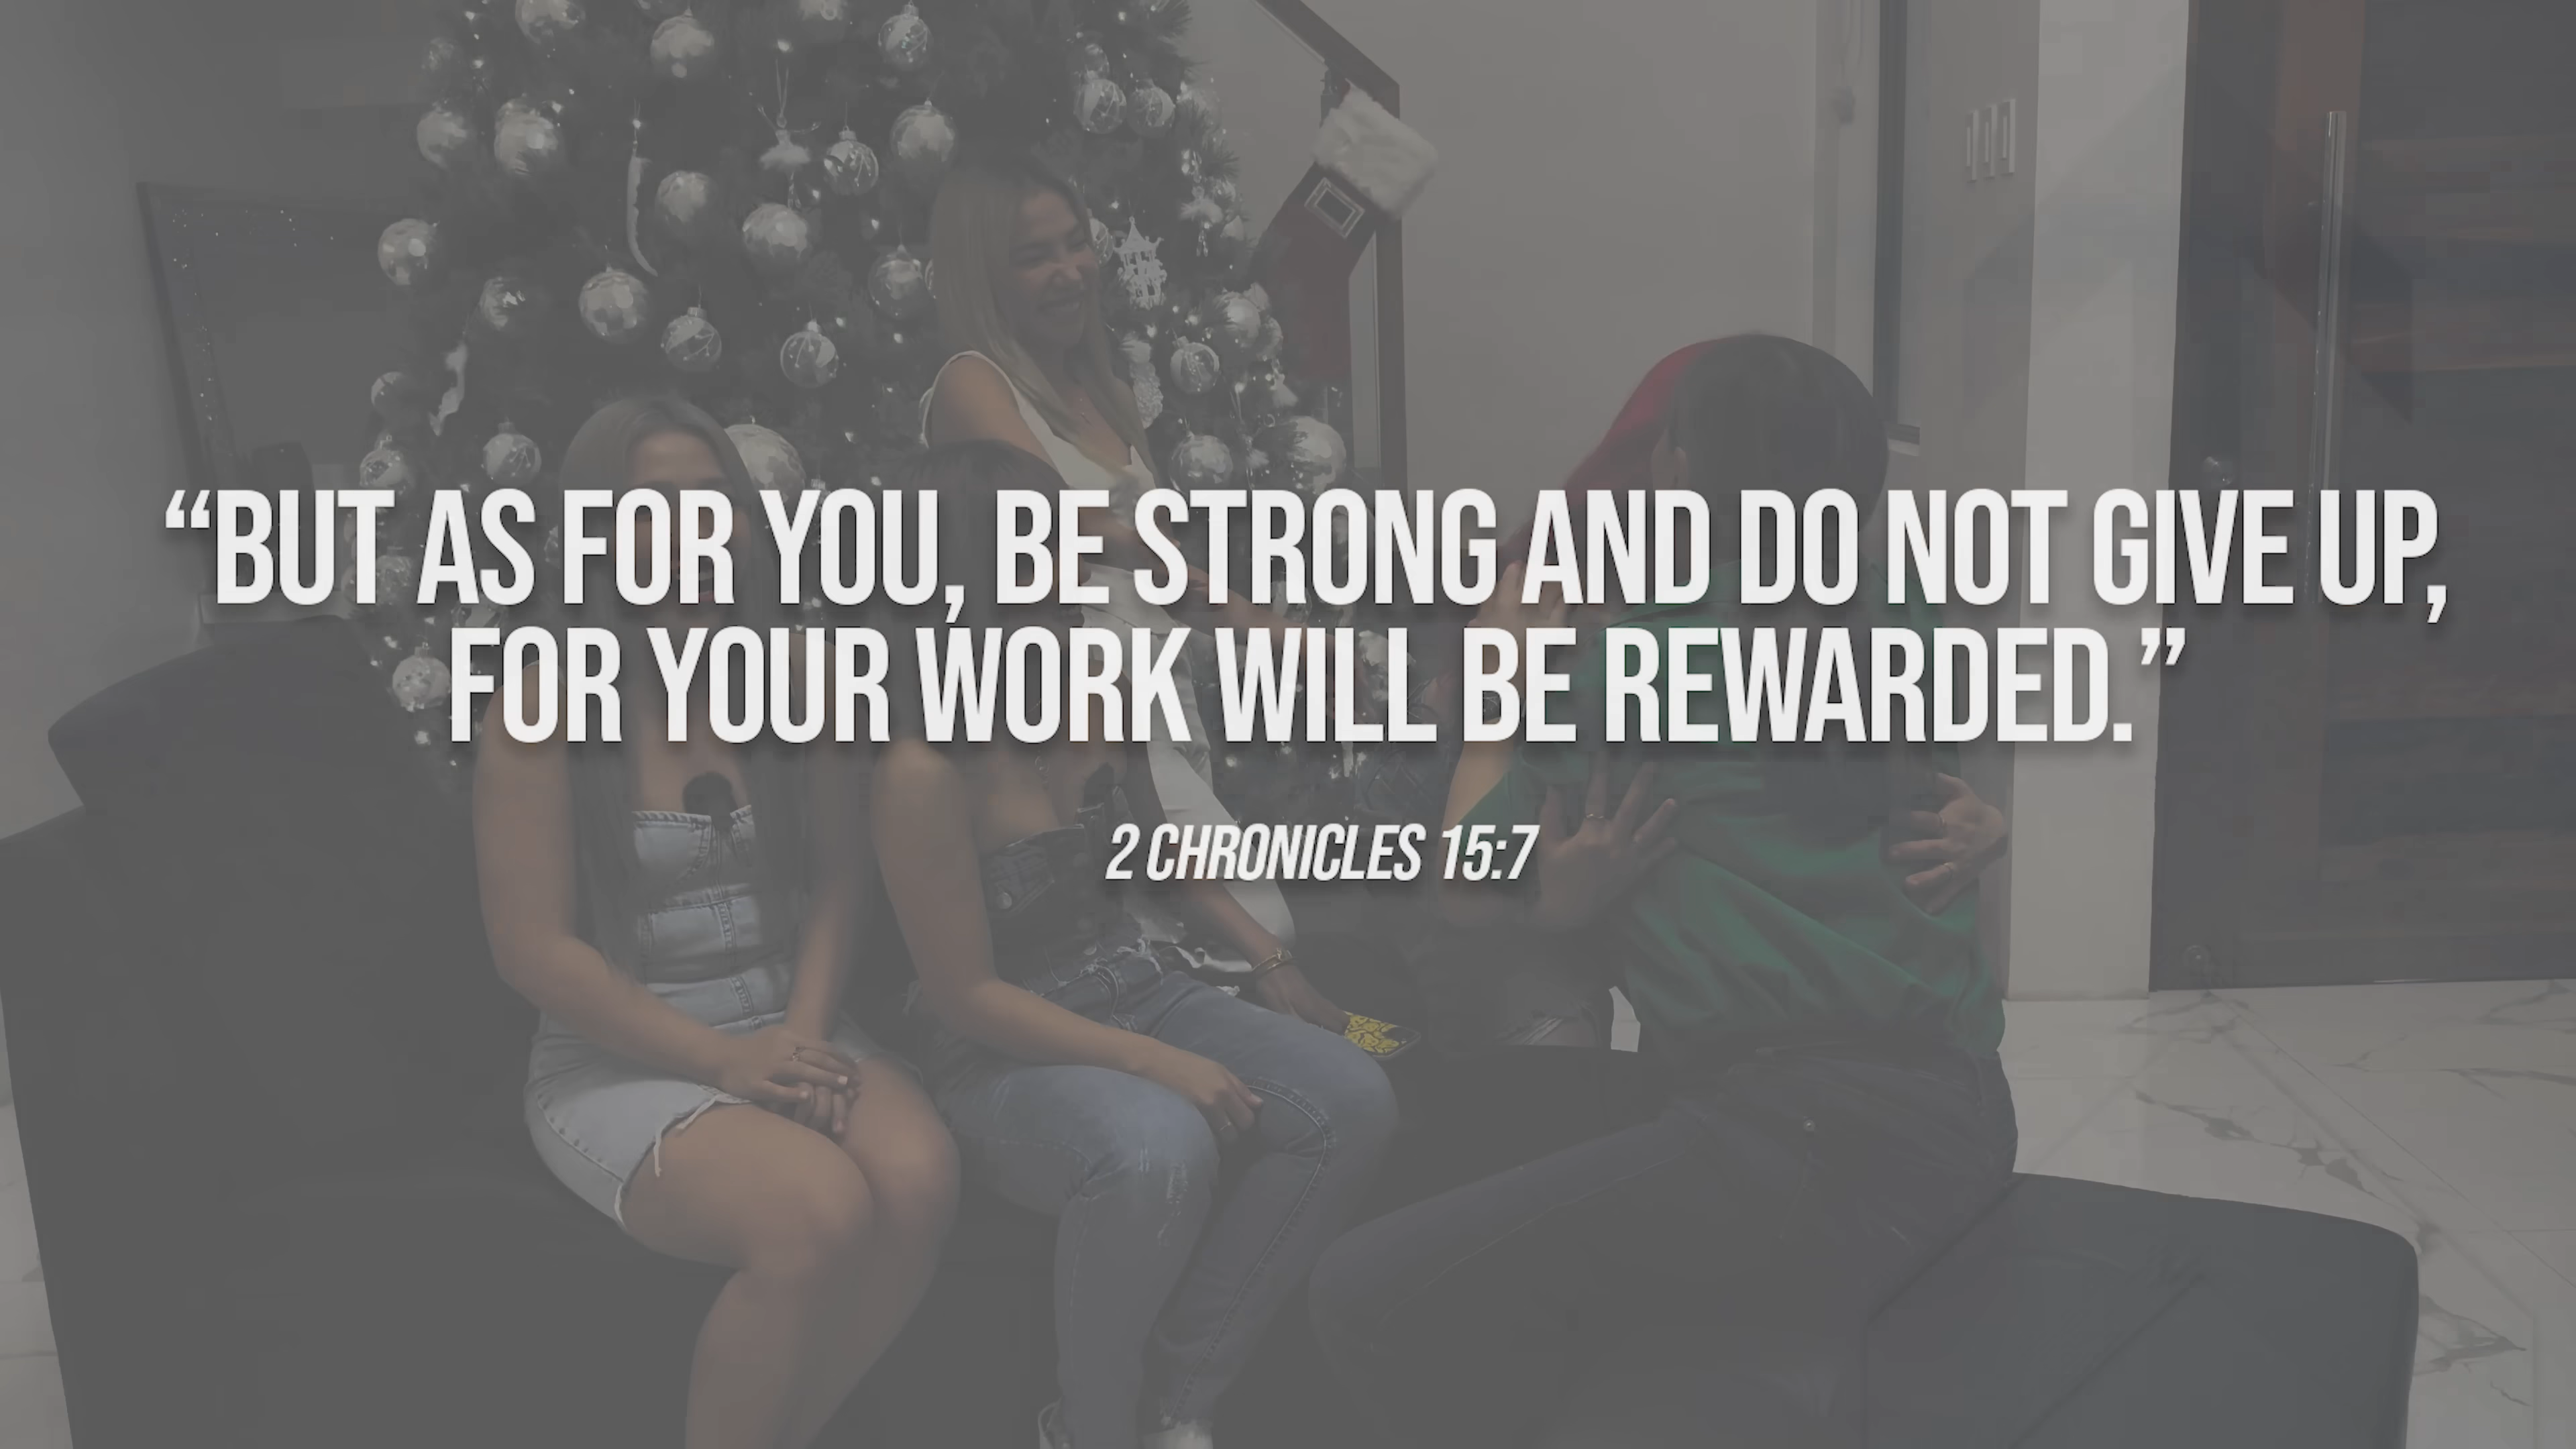 “BUT AS FOR YOU, BE STRONG AND DO NOT GIVE UP,
FOR YOUR WORK WILL BE REWARDED.”
2 CHRONICLES 15:7